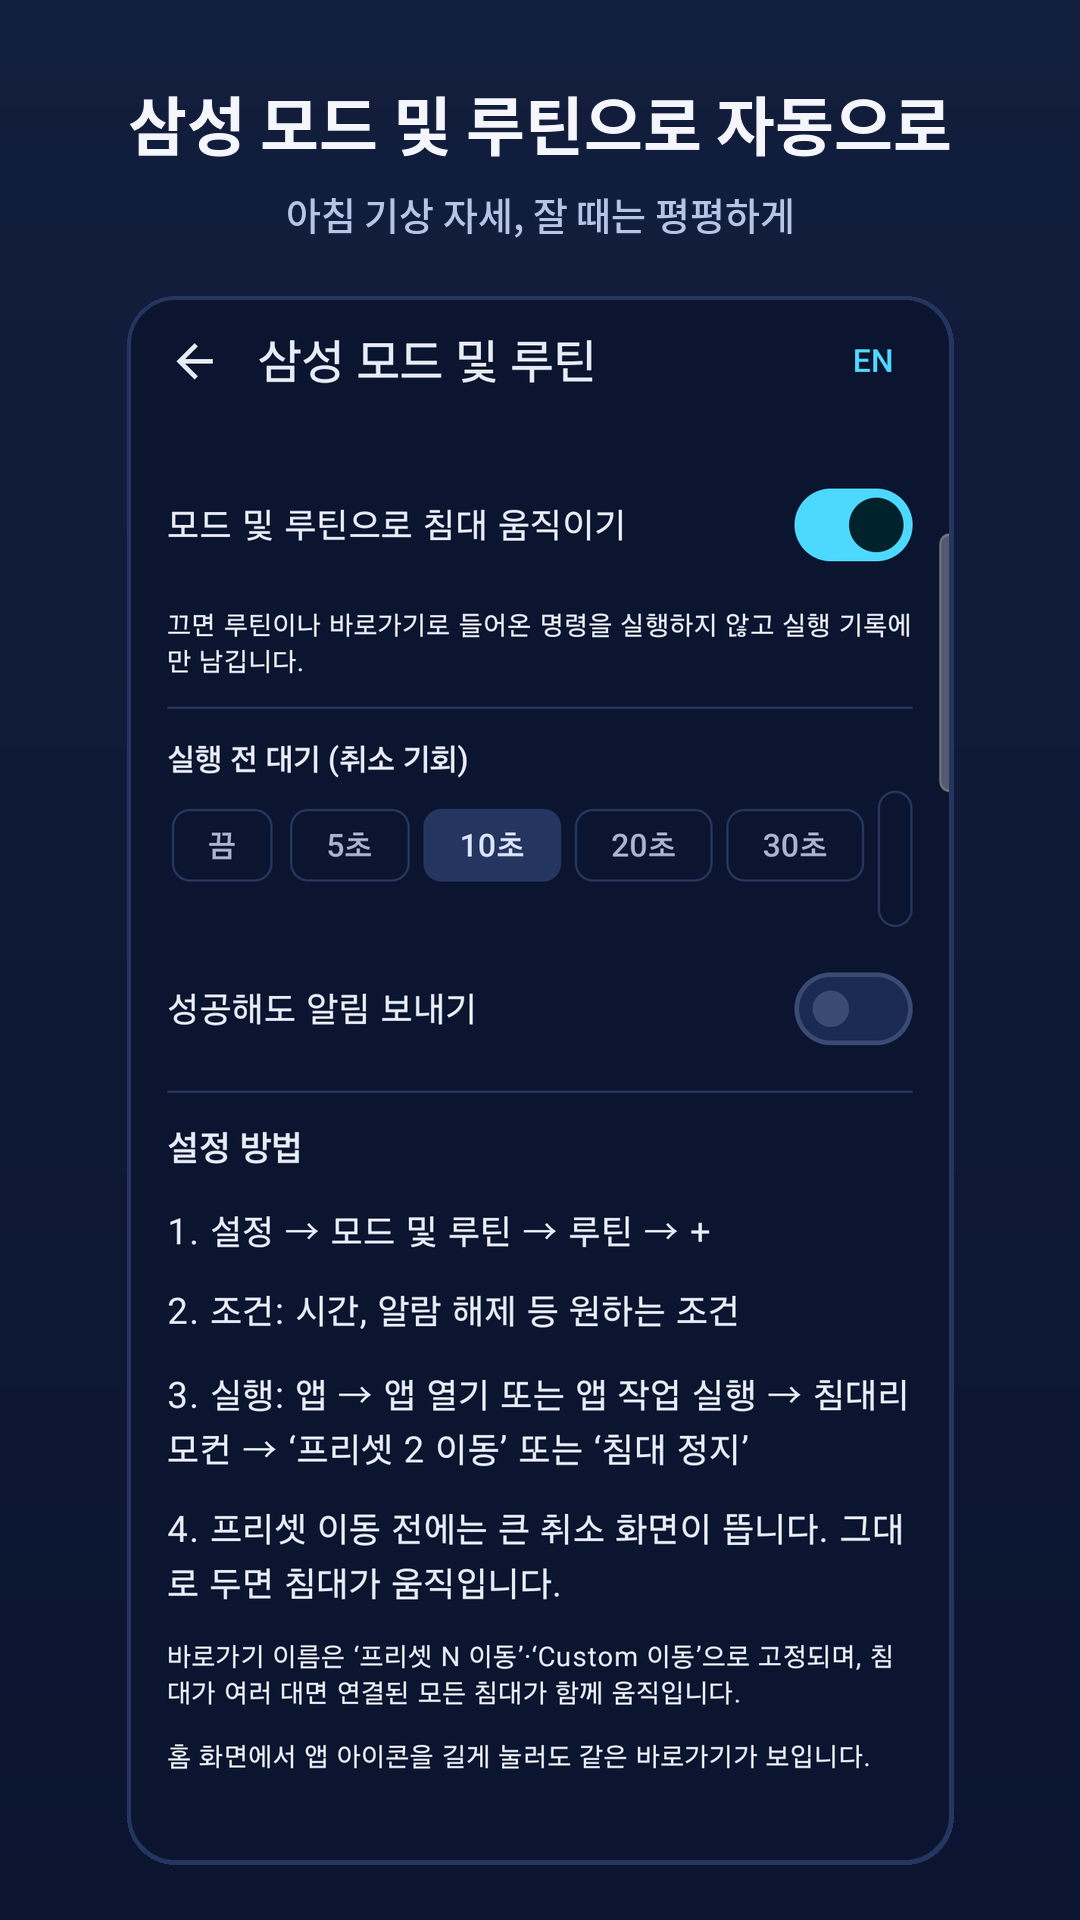 삼성 모드 및 루틴으로 자동으로
아침 기상 자세, 잘 때는 평평하게
삼성 모드 및 루틴
EN
모드 및 루틴으로 침대 움직이기
끄면 루틴이나 바로가기로 들어온 명령을 실행하지 않고 실행 기록에
만 남깁니다.
실행 전 대기 (취소 기회)
끔 5초 10초 20초 30초
성공해도 알림 보내기
설정 방법
1. 설정 → 모드 및 루틴 → 루틴 → +
2. 조건: 시간, 알람 해제 등 원하는 조건
3. 실행: 앱 → 앱 열기 또는 앱 작업 실행 → 침대리
모컨 → ‘프리셋 2 이동’ 또는 ‘침대 정지’
4. 프리셋 이동 전에는 큰 취소 화면이 뜹니다. 그대
로 두면 침대가 움직입니다.
바로가기 이름은 ‘프리셋 N 이동’·‘Custom 이동’으로 고정되며, 침
대가 여러 대면 연결된 모든 침대가 함께 움직입니다.
홈 화면에서 앱 아이콘을 길게 눌러도 같은 바로가기가 보입니다.